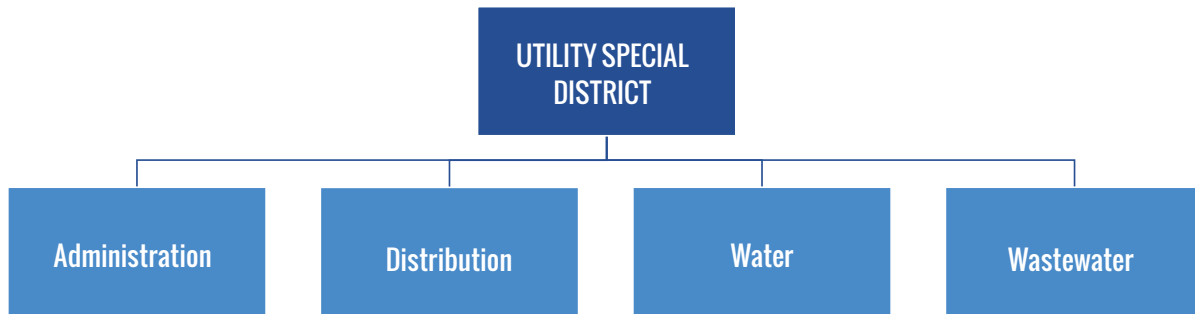 UTILITY SPECIAL
DISTRICT
Administration
Distribution
Water
Wastewater